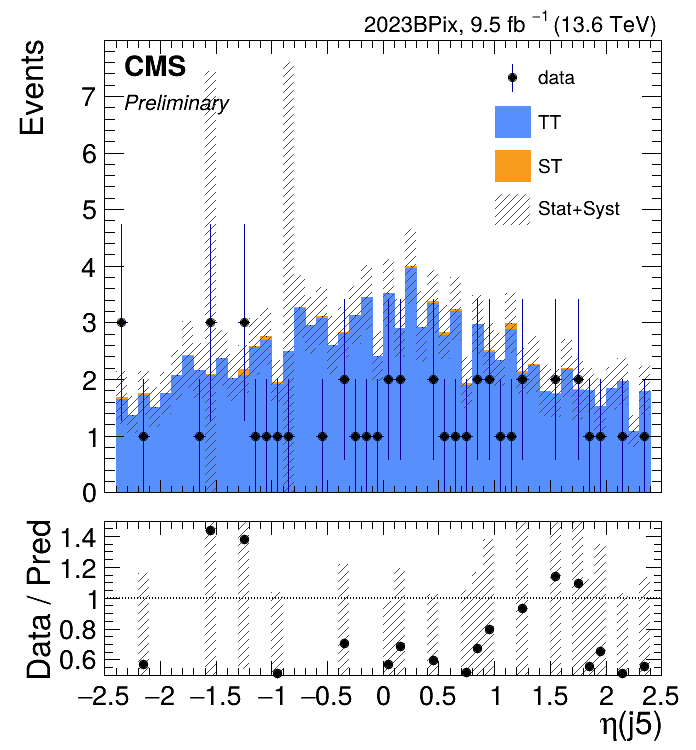 2023BPix, 9.5 fb⁻¹ (13.6 TeV)
CMS
Preliminary
data
TT
ST
Stat+Syst
Events
7
6
5
4
3
2
1
0
Data / Pred
1.4
1.2
1
0.8
0.6
−2.5 −2 −1.5 −1 −0.5 0 0.5 1 1.5 2 2.5
η(j5)